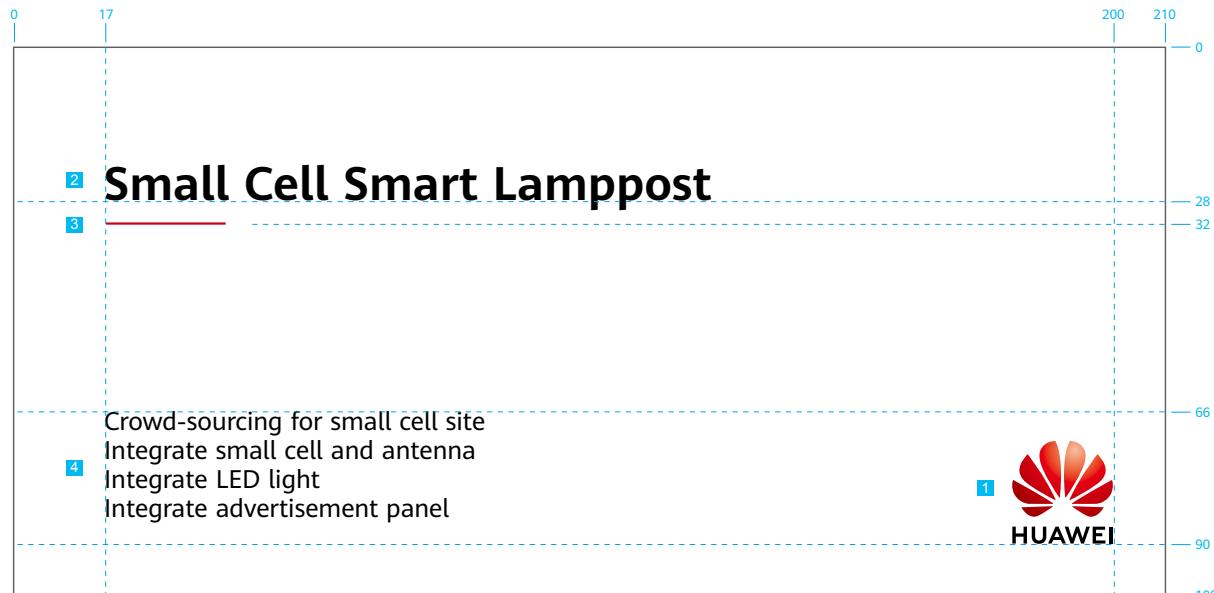 0 17 200 210
0
2 Small Cell Smart Lamppost
28
3 32
66
Crowd-sourcing for small cell site
Integrate small cell and antenna
4 Integrate LED light
Integrate advertisement panel
1
HUAWEI
90